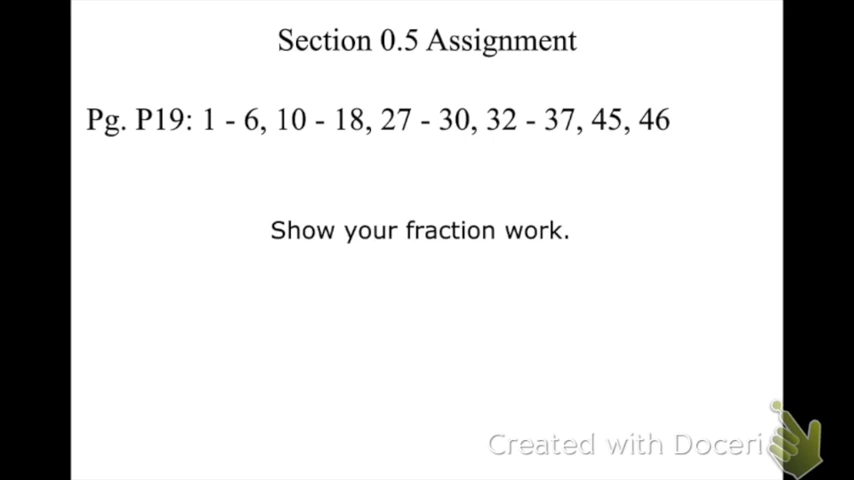 Section 0.5 Assignment
Pg. P19: 1 - 6, 10 - 18, 27 - 30, 32 - 37, 45, 46
Show your fraction work.
Created with Doceri